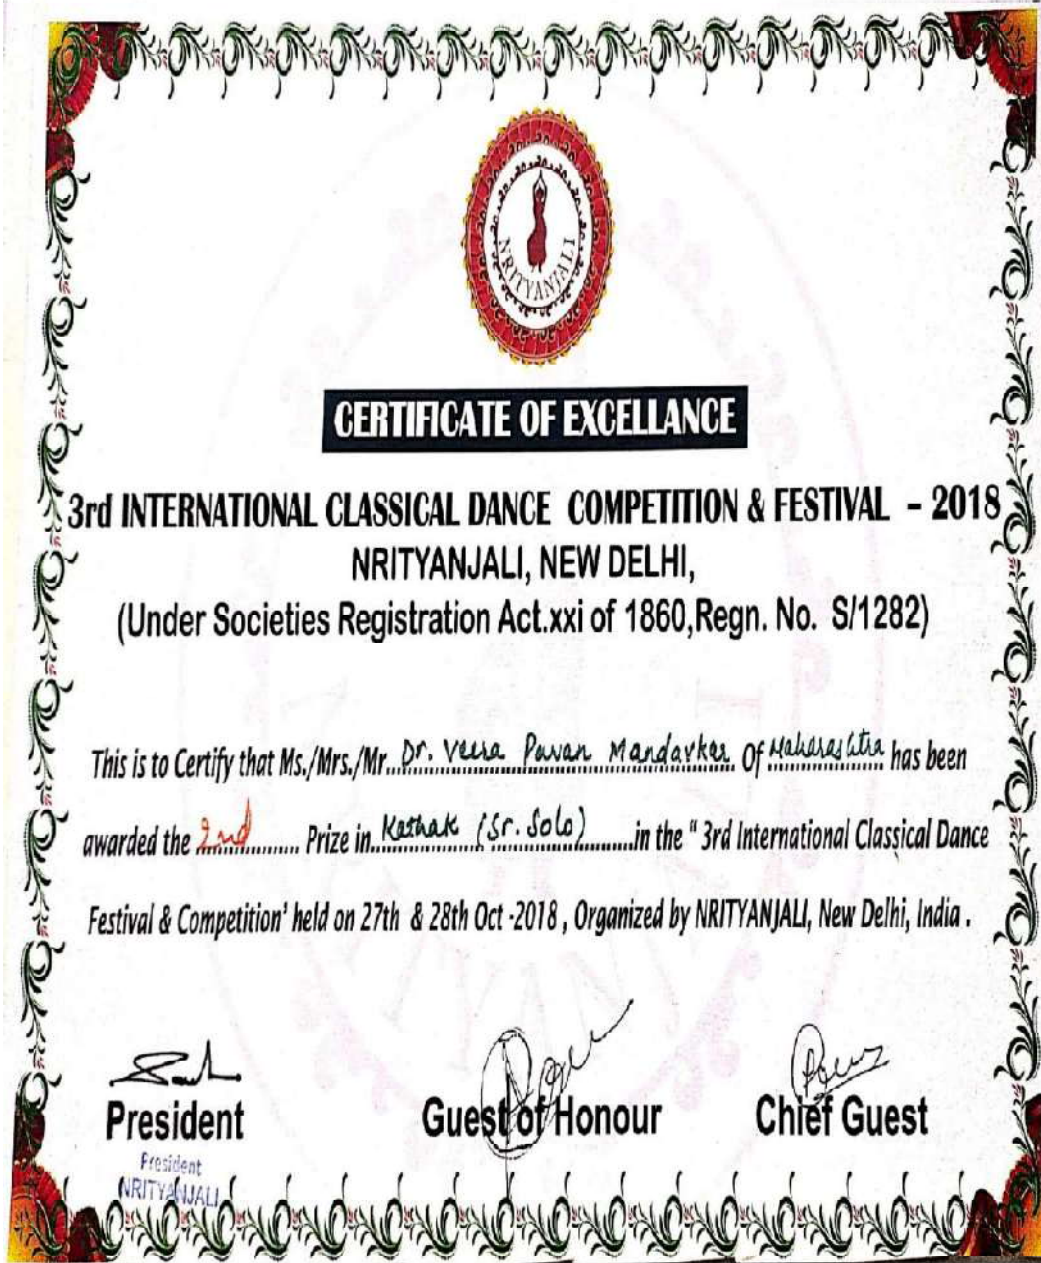 NRITYANJALI
CERTIFICATE OF EXCELLANCE
3rd INTERNATIONAL CLASSICAL DANCE COMPETITION & FESTIVAL - 2018
NRITYANJALI, NEW DELHI,
(Under Societies Registration Act.xxi of 1860,Regn. No. S/1282)
This is to Certify that Ms./Mrs./Mr...Dr. Veera Pavan Mandavkar Of Maharashtra has been
awarded the 2nd......... Prize in Kathak (Sr. Solo).........in the " 3rd International Classical Dance
Festival & Competition' held on 27th & 28th Oct -2018 , Organized by NRITYANJALI, New Delhi, India .
President Guest of Honour Chief Guest
President
NRITYANJALI